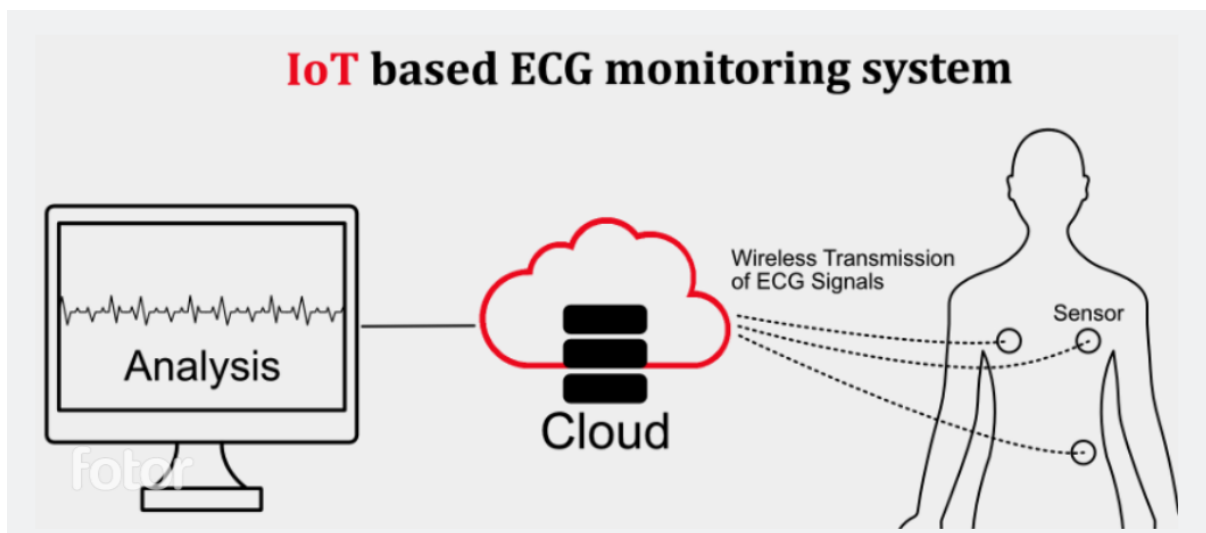 IoT based ECG monitoring system
Wireless Transmission
of ECG Signals
Sensor
Analysis
Cloud
fotor